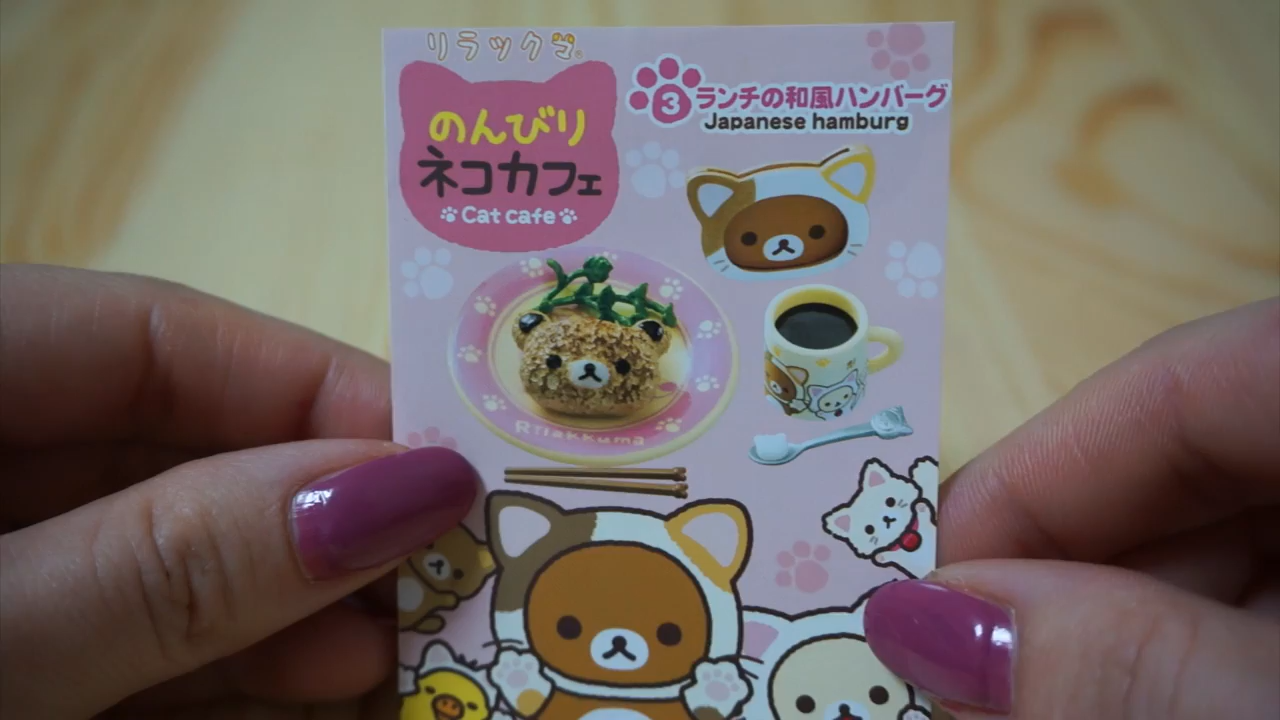 リラックマ
のんびり
ネコカフェ
Cat cafe
3 ランチの和風ハンバーグ
Japanese hamburg
Rilakkuma